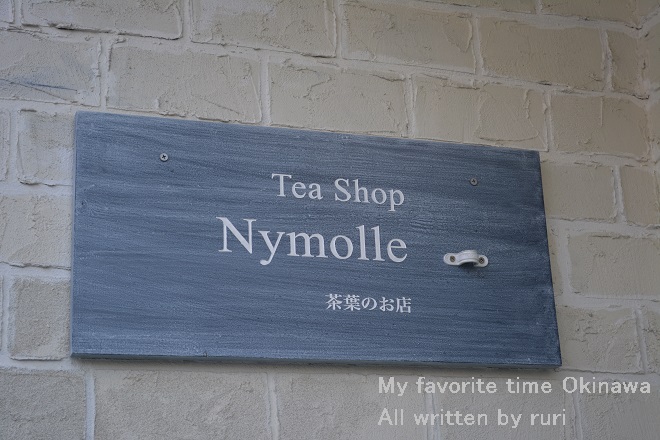 Tea Shop
Nymolle
茶葉のお店
My favorite time Okinawa
All written by ruri